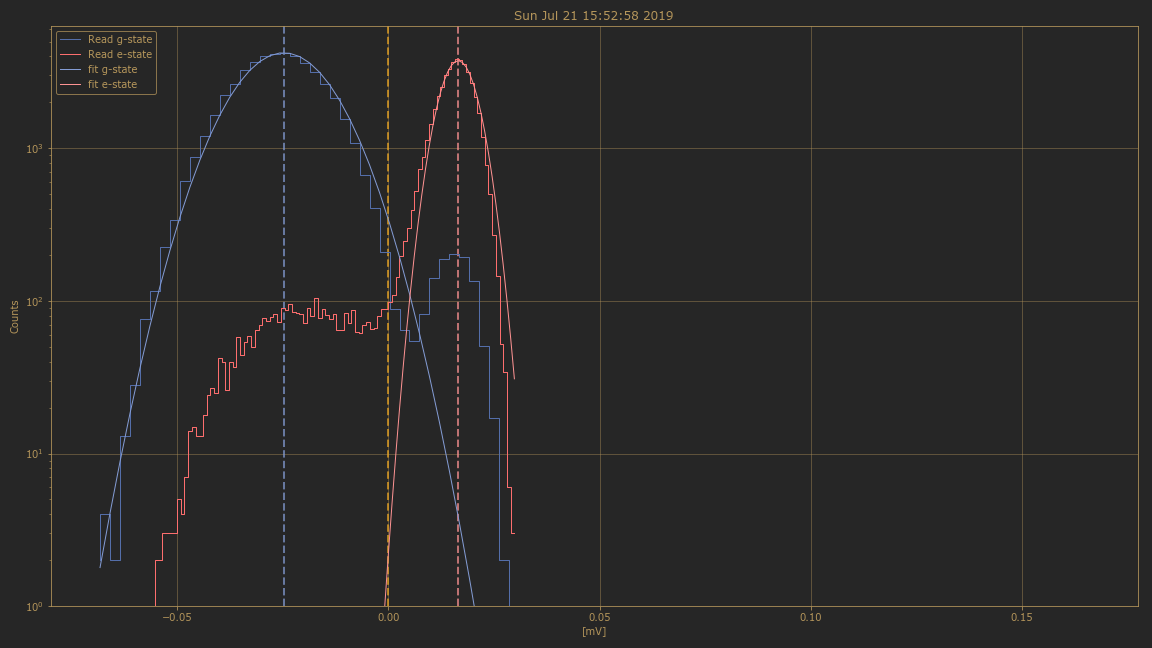 Sun Jul 21 15:52:58 2019
Read g-state
Read e-state
fit g-state
fit e-state
Counts
10³
10²
10¹
10⁰
−0.05
0.00
0.05
0.10
0.15
[mV]